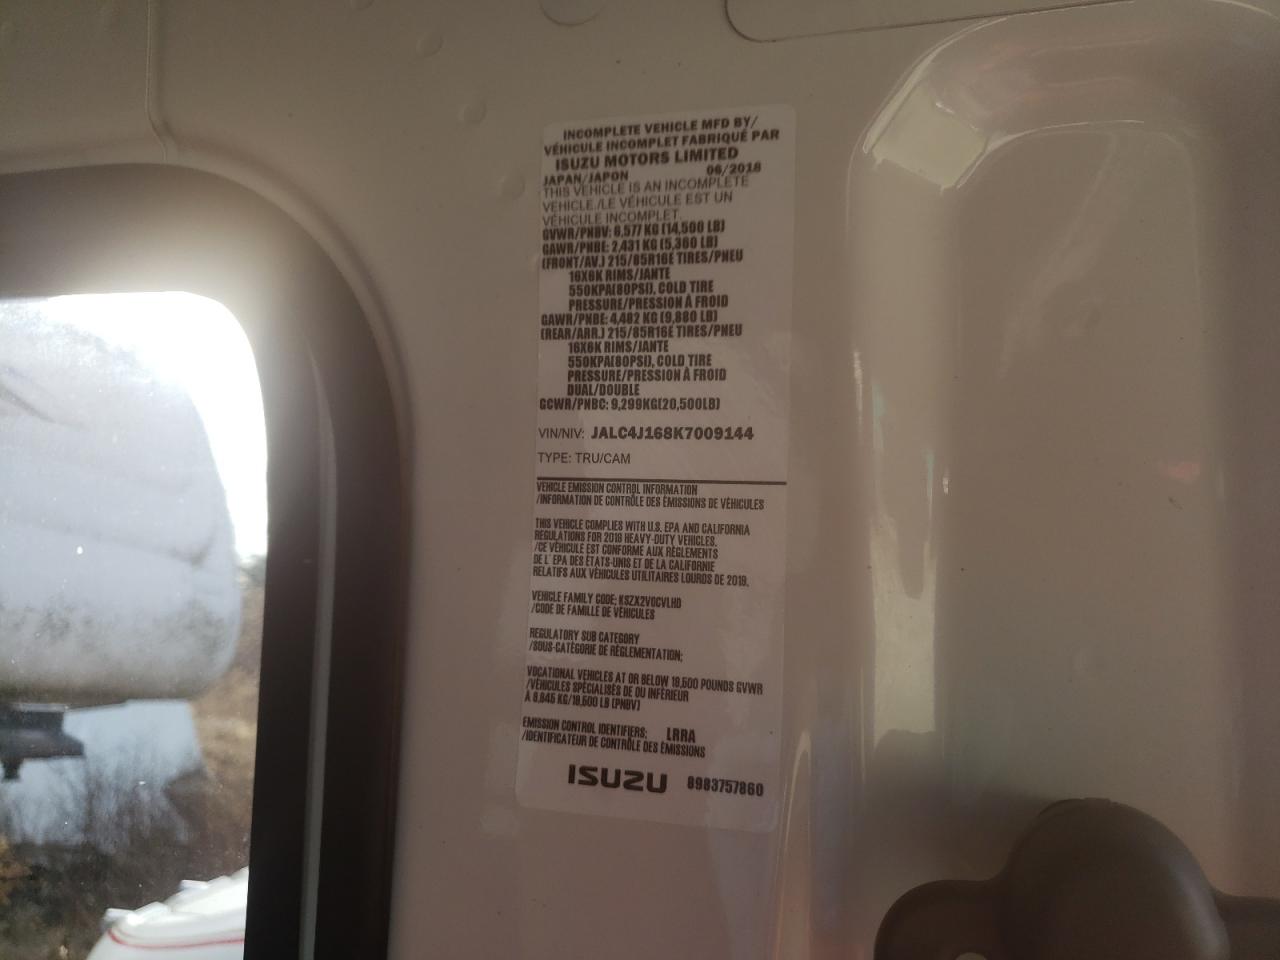 INCOMPLETE VEHICLE MFD BY/
VÉHICULE INCOMPLET FABRIQUÉ PAR
ISUZU MOTORS LIMITED
JAPAN/JAPON 06/2018
THIS VEHICLE IS AN INCOMPLETE
VEHICLE./LE VÉHICULE EST UN
VÉHICULE INCOMPLET.
GVWR/PNBV: 6,577 KG (14,500 LB)
GAWR/PNBE: 2,431 KG (5,360 LB)
(FRONT/AV.) 215/85R16E TIRES/PNEU
16X6K RIMS/JANTE
550KPA(80PSI), COLD TIRE
PRESSURE/PRESSION À FROID
GAWR/PNBE: 4,482 KG (9,880 LB)
(REAR/ARR.) 215/85R16E TIRES/PNEU
16X6K RIMS/JANTE
550KPA(80PSI), COLD TIRE
PRESSURE/PRESSION À FROID
DUAL/DOUBLE
GCWR/PNBC: 9,299KG(20,500LB)
VIN/NIV: JALC4J168K7009144
TYPE: TRU/CAM
VEHICLE EMISSION CONTROL INFORMATION
/INFORMATION DE CONTRÔLE DES ÉMISSIONS DE VÉHICULES
THIS VEHICLE COMPLIES WITH U.S. EPA AND CALIFORNIA
REGULATIONS FOR 2019 HEAVY-DUTY VEHICLES.
/CE VÉHICULE EST CONFORME AUX RÈGLEMENTS
DE L' EPA DES ÉTATS-UNIS ET DE LA CALIFORNIE
RELATIFS AUX VÉHICULES UTILITAIRES LOURDS DE 2019.
VEHICLE FAMILY CODE: KSZX2VOCVLHD
/CODE DE FAMILLE DE VÉHICULES
REGULATORY SUB CATEGORY
/SOUS-CATÉGORIE DE RÉGLEMENTATION;
VOCATIONAL VEHICLES AT OR BELOW 19,500 POUNDS GVWR
/VÉHICULES SPÉCIALISÉS DE OU INFÉRIEUR
À 8,845 KG/19,500 LB (PNBV)
EMISSION CONTROL IDENTIFIERS; LRRA
/IDENTIFICATEUR DE CONTRÔLE DES ÉMISSIONS
ISUZU 8983757860